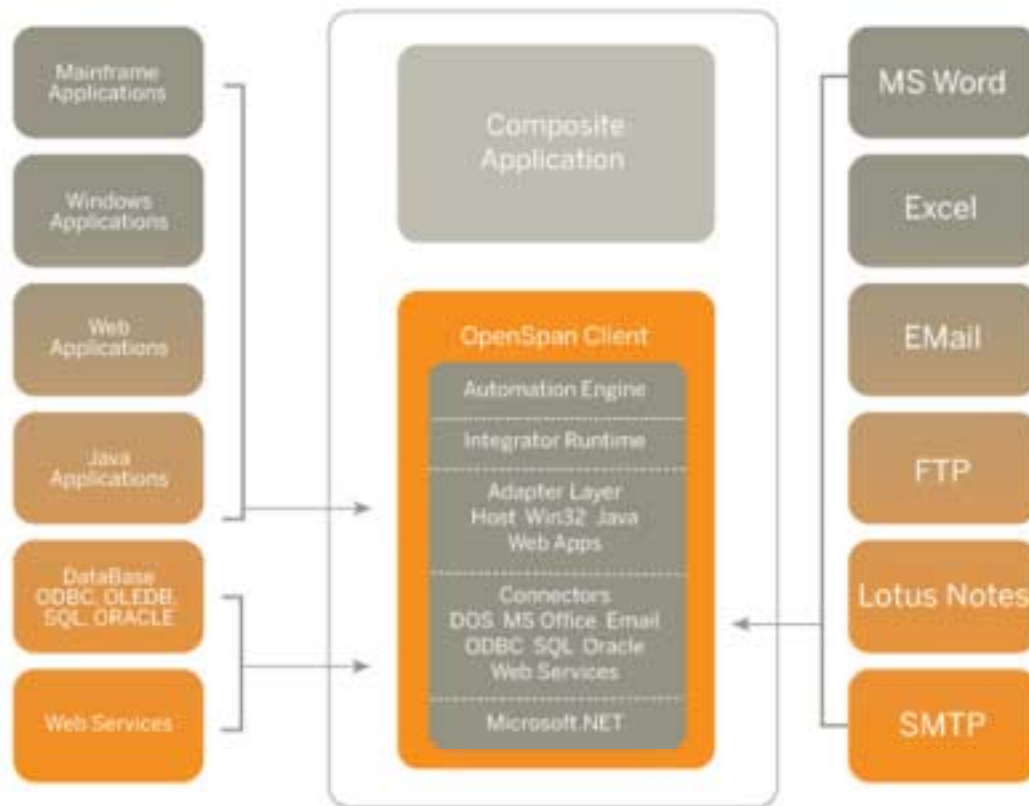 Mainframe
Applications
Windows
Applications
Web
Applications
Java
Applications
DataBase
ODBC, OLEDB,
SQL, ORACLE
Web Services
Composite
Application
OpenSpan Client
Automation Engine
Integrator Runtime
Adapter Layer
Host Win32 Java
Web Apps
Connectors
DOS MS Office Email
ODBC SQL Oracle
Web Services
Microsoft.NET
MS Word
Excel
EMail
FTP
Lotus Notes
SMTP